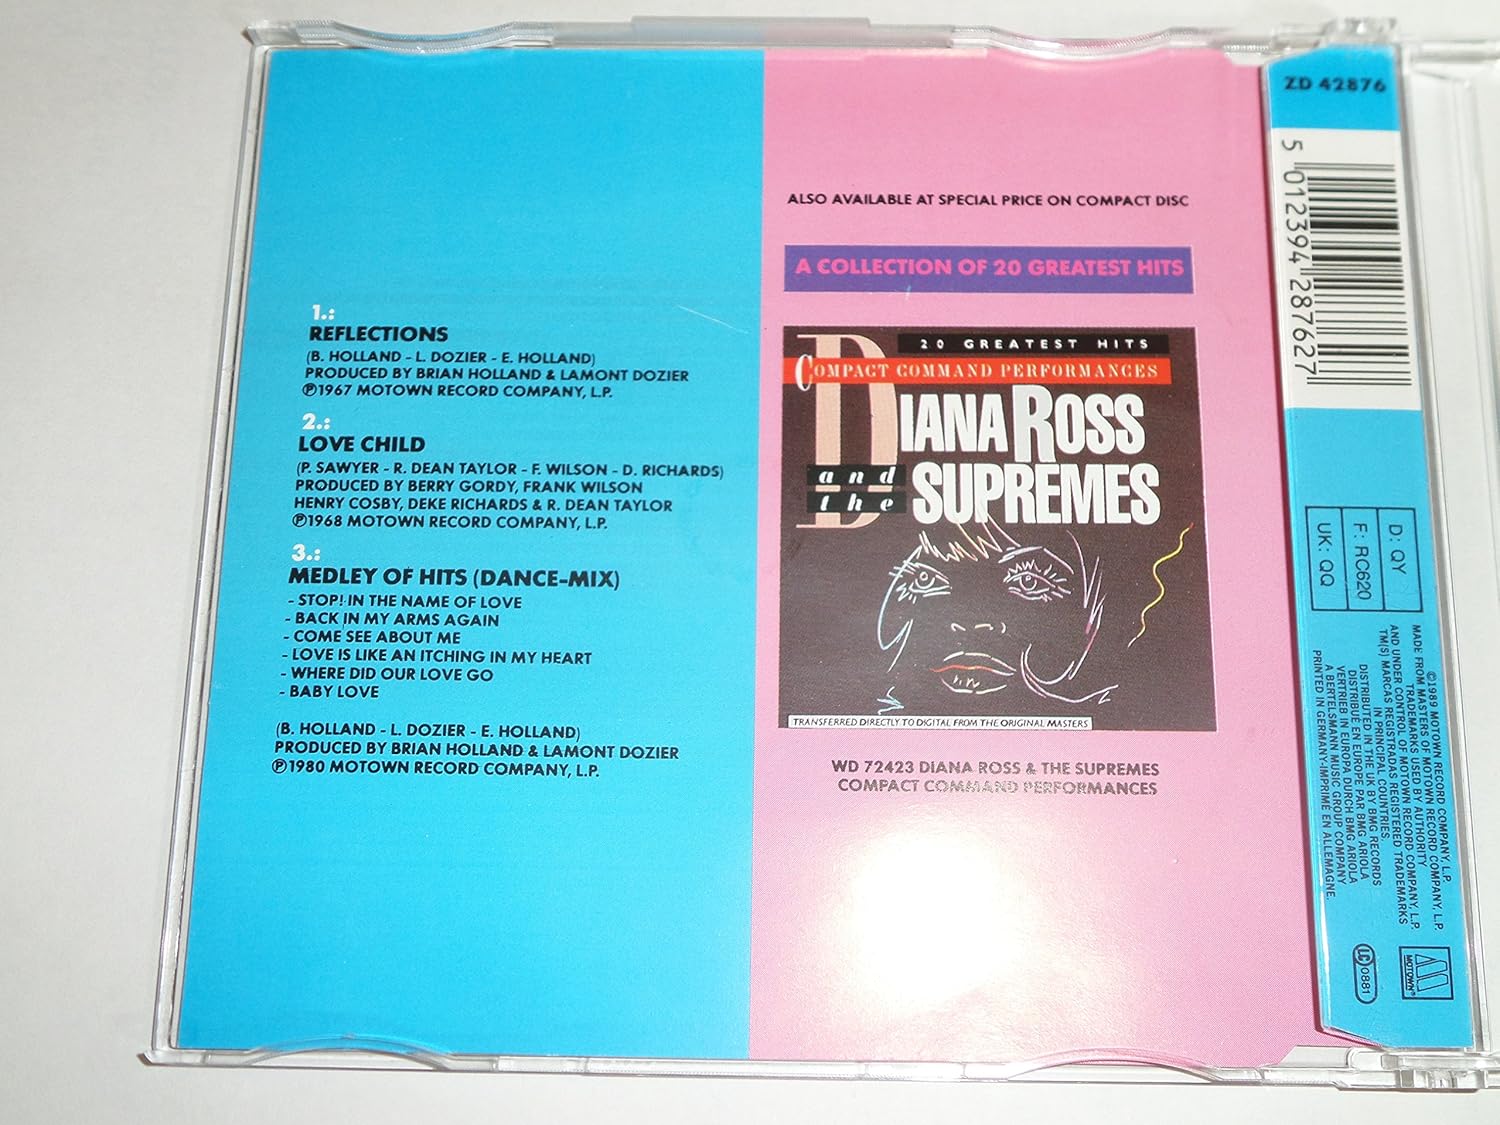 1.:
REFLECTIONS
(B. HOLLAND - L. DOZIER - E. HOLLAND)
PRODUCED BY BRIAN HOLLAND & LAMONT DOZIER
℗1967 MOTOWN RECORD COMPANY, L.P.
2.:
LOVE CHILD
(P. SAWYER - R. DEAN TAYLOR - F. WILSON - D. RICHARDS)
PRODUCED BY BERRY GORDY, FRANK WILSON
HENRY COSBY, DEKE RICHARDS & R. DEAN TAYLOR
℗1968 MOTOWN RECORD COMPANY, L.P.
3.:
MEDLEY OF HITS (DANCE-MIX)
- STOP! IN THE NAME OF LOVE
- BACK IN MY ARMS AGAIN
- COME SEE ABOUT ME
- LOVE IS LIKE AN ITCHING IN MY HEART
- WHERE DID OUR LOVE GO
- BABY LOVE
(B. HOLLAND - L. DOZIER - E. HOLLAND)
PRODUCED BY BRIAN HOLLAND & LAMONT DOZIER
℗1980 MOTOWN RECORD COMPANY, L.P.
ALSO AVAILABLE AT SPECIAL PRICE ON COMPACT DISC
A COLLECTION OF 20 GREATEST HITS
20 GREATEST HITS
COMPACT COMMAND PERFORMANCES
DIANA ROSS
and the
SUPREMES
TRANSFERRED DIRECTLY TO DIGITAL FROM THE ORIGINAL MASTERS
WD 72423 DIANA ROSS & THE SUPREMES
COMPACT COMMAND PERFORMANCES
ZD 42876
5 012394 287627
D: QY
F: RC620
UK: QQ
©1989 MOTOWN RECORD COMPANY, L.P.
MADE FROM MASTERS OF MOTOWN RECORD COMPANY, L.P.
TRADEMARKS USED BY AUTHORITY
AND UNDER CONTROL OF MOTOWN RECORD COMPANY, L.P.
TM(S) MARCAS REGISTRADAS REGISTERED TRADEMARKS
IN PRINCIPAL COUNTRIES.
DISTRIBUTED IN THE UK BY BMG RECORDS
DISTRIBUÉ EN EUROPE PAR BMG ARIOLA
VERTRIEB IN EUROPA DURCH BMG ARIOLA
A BERTELSMANN MUSIC GROUP COMPANY
PRINTED IN GERMANY-IMPRIMÉ EN ALLEMAGNE.
LC 0881
MOTOWN®